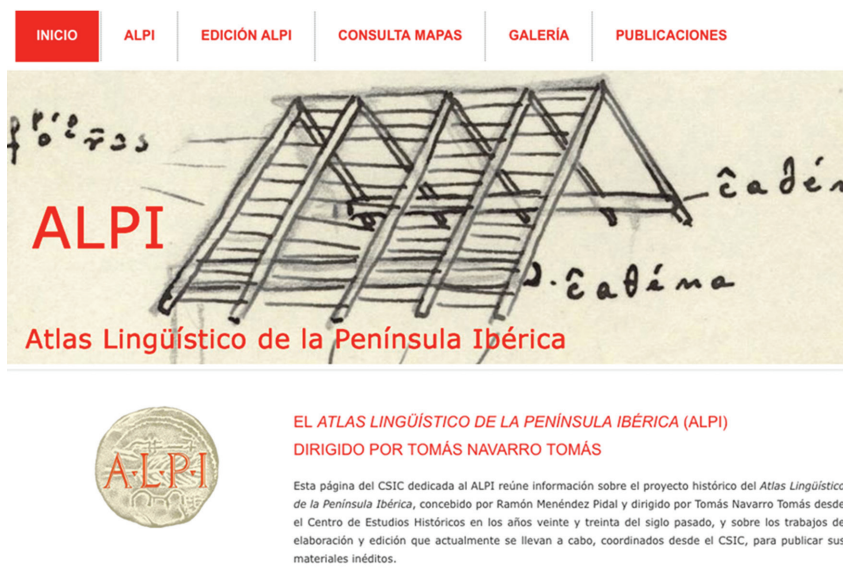 INICIO ALPI EDICIÓN ALPI CONSULTA MAPAS GALERÍA PUBLICACIONES
ALPI
Atlas Lingüístico de la Península Ibérica
A·L·P·I
EL ATLAS LINGÜÍSTICO DE LA PENÍNSULA IBÉRICA (ALPI)
DIRIGIDO POR TOMÁS NAVARRO TOMÁS
Esta página del CSIC dedicada al ALPI reúne información sobre el proyecto histórico del Atlas Lingüístico
de la Península Ibérica, concebido por Ramón Menéndez Pidal y dirigido por Tomás Navarro Tomás desde
el Centro de Estudios Históricos en los años veinte y treinta del siglo pasado, y sobre los trabajos de
elaboración y edición que actualmente se llevan a cabo, coordinados desde el CSIC, para publicar sus
materiales inéditos.